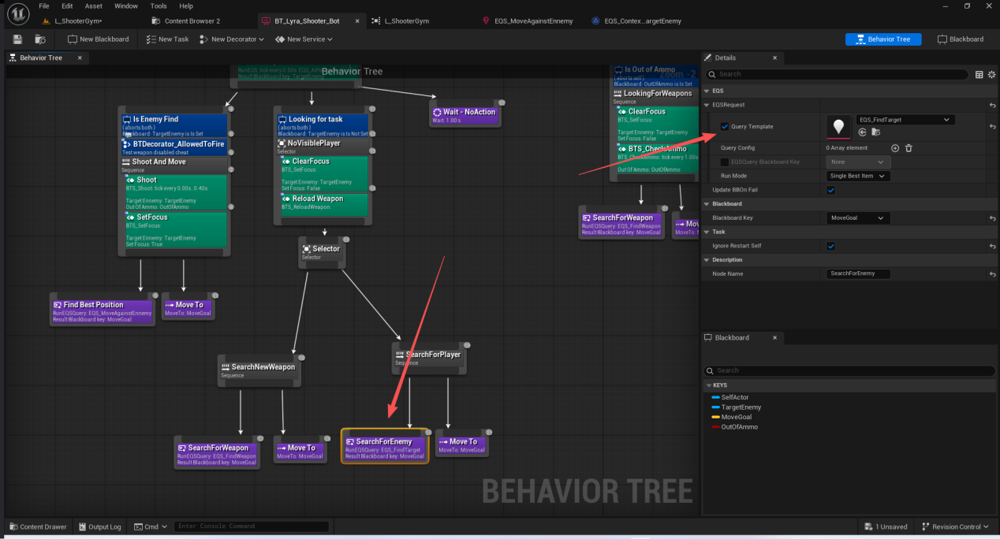 File Edit Asset Window Tools Help
L_ShooterGym*
Content Browser 2
BT_Lyra_Shooter_Bot
L_ShooterGym
EQS_MoveAgainstEnnemy
EQS_Contex...argetEnemy
New Blackboard
New Task
New Decorator
New Service
Behavior Tree
Blackboard
Behavior Tree
Behavior Tree
Zoom -2
Result Blackboard key: TargetEnemy
Is Enemy Find
( aborts both )
Blackboard: TargetEnemy is Is Set
BTDecorator_AllowedToFire
Test weapon disabled cheat
Shoot And Move
Sequence
Shoot
BTS_Shoot: tick every 0.00s..0.40s
Target Ennemy: TargetEnemy
Out Of Ammo: OutOfAmmo
SetFocus
BTS_SetFocus:
Target Ennemy: TargetEnemy
Set Focus: True
Find Best Position
RunEQSQuery: EQS_MoveAgainstEnnemy
Result Blackboard key: MoveGoal
Move To
MoveTo: MoveGoal
Looking for task
( aborts both )
Blackboard: TargetEnemy is Is Not Set
NoVisiblePlayer
Selector
ClearFocus
BTS_SetFocus:
Target Ennemy: TargetEnemy
Set Focus: False
Reload Weapon
BTS_ReloadWeapon:
Selector
Selector
SearchNewWeapon
Sequence
SearchForWeapon
RunEQSQuery: EQS_FindWeapon
Result Blackboard key: MoveGoal
Move To
MoveTo: MoveGoal
SearchForPlayer
Sequence
SearchForEnemy
RunEQSQuery: EQS_FindTarget
Result Blackboard key: MoveGoal
Move To
MoveTo: MoveGoal
Wait - NoAction
Wait: 1.00 s
Is Out of Ammo
( aborts self )
Blackboard: OutOfAmmo is Is Set
LookingForWeapons
Sequence
ClearFocus
BTS_SetFocus:
Target Ennemy: TargetEnemy
Set Focus: False
BTS_CheckAmmo
BTS_CheckAmmo: tick every 1.00s
Out Of Ammo: OutOfAmmo
SearchForWeapon
RunEQSQuery: EQS_FindWeapon
Result Blackboard key: MoveGoal
Mov
MoveTo:
BEHAVIOR TREE
Details
Search
EQS
EQSRequest
Query Template
EQS_FindTarget
Query Config
0 Array element
EQSQuery Blackboard Key
None
Run Mode
Single Best Item
Update BBOn Fail
Blackboard
Blackboard Key
MoveGoal
Task
Ignore Restart Self
Description
Node Name
SearchForEnemy
Blackboard
Search
KEYS
SelfActor
TargetEnemy
MoveGoal
OutOfAmmo
Content Drawer
Output Log
Cmd
Enter Console Command
1 Unsaved
Revision Control